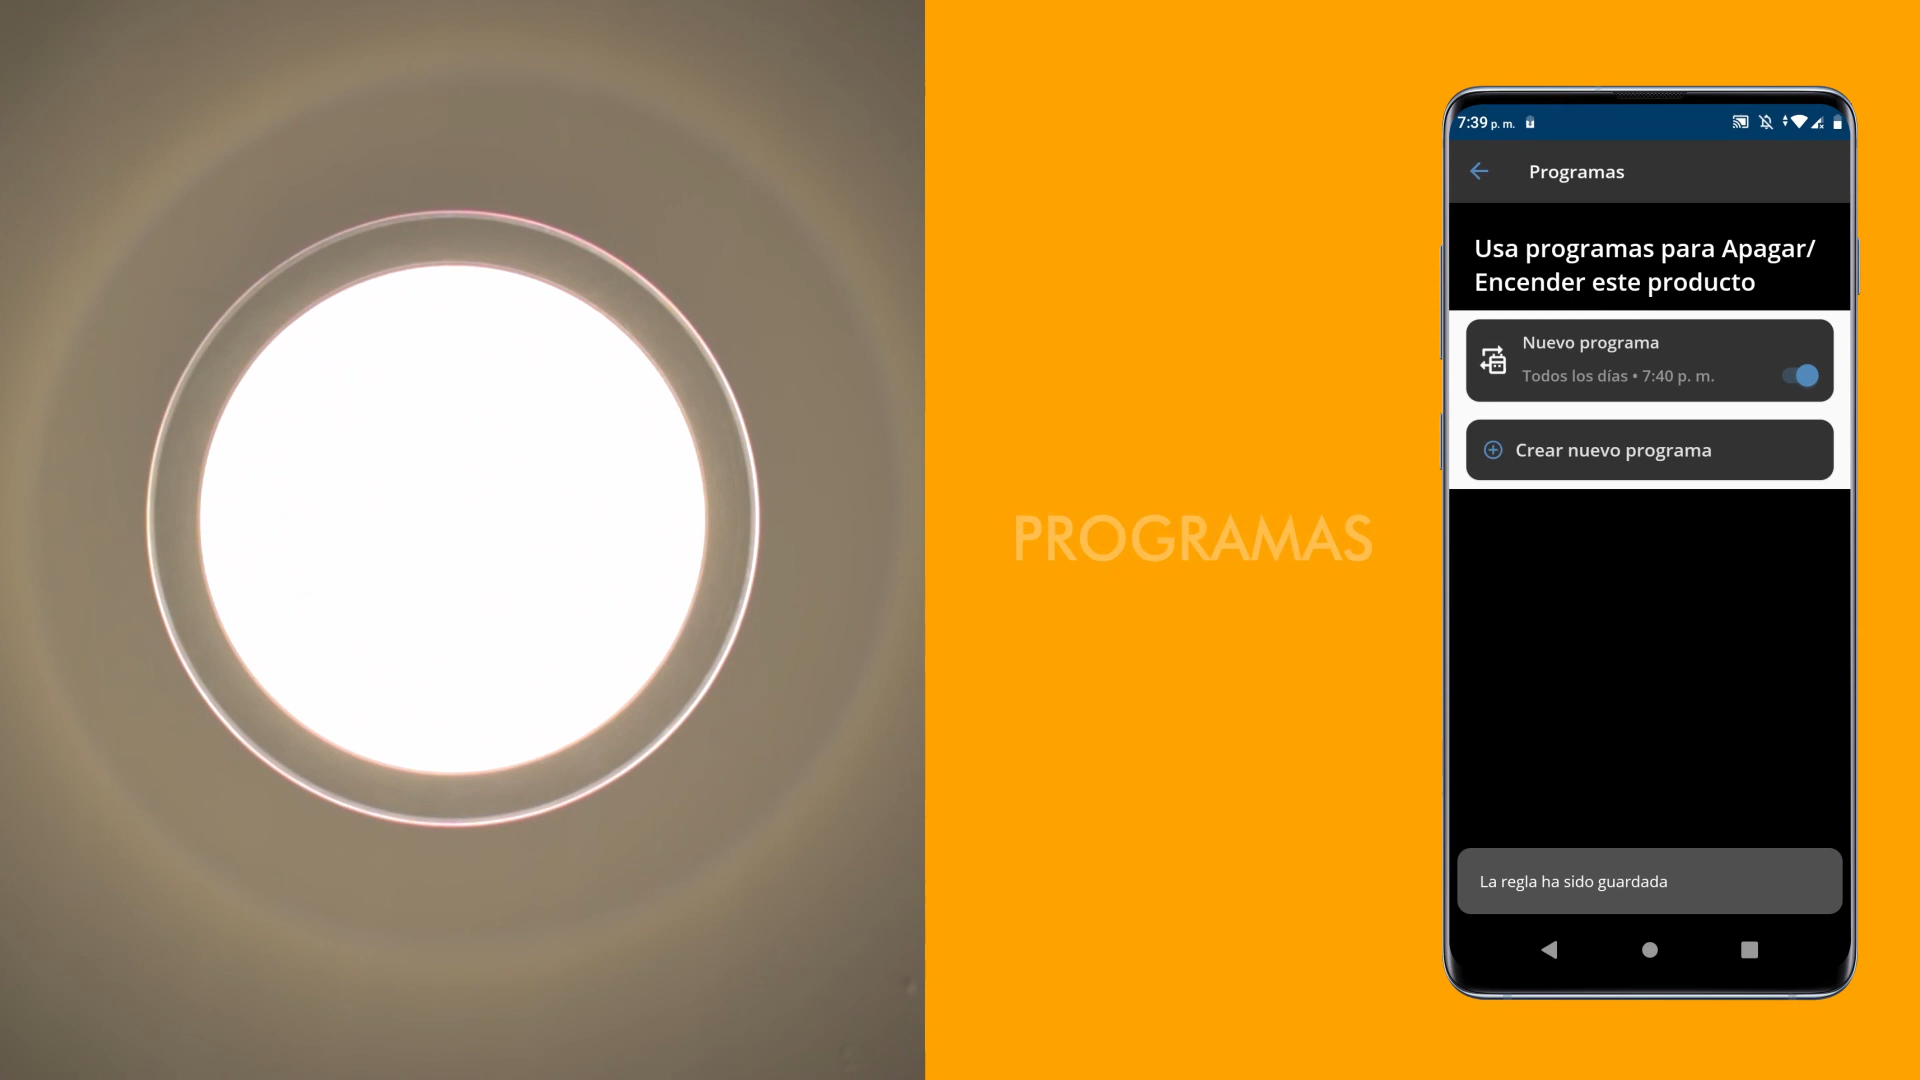 PROGRAMAS
7:39 p. m.
Programas
Usa programas para Apagar/
Encender este producto
Nuevo programa
Todos los días • 7:40 p. m.
Crear nuevo programa
La regla ha sido guardada